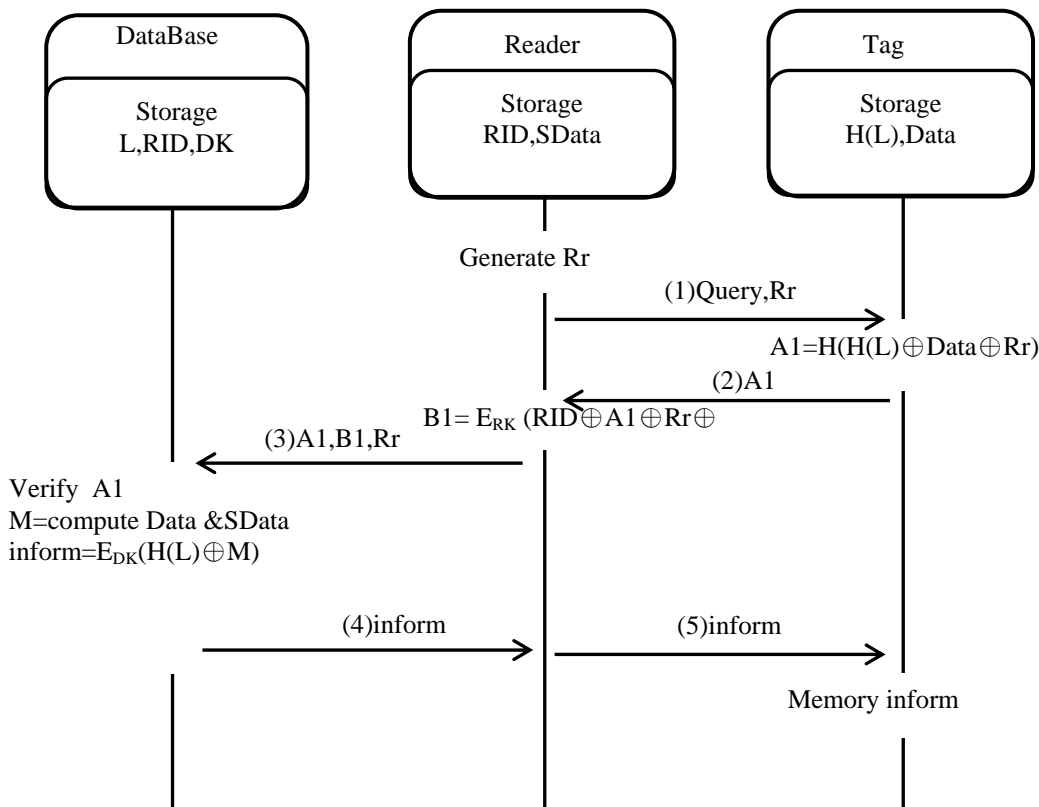 DataBase
Storage
L,RID,DK
Reader
Storage
RID,SData
Tag
Storage
H(L),Data
Generate Rr
(1)Query,Rr
A1=H(H(L)⊕Data⊕Rr)
(2)A1
B1= E_RK (RID⊕A1⊕Rr⊕
(3)A1,B1,Rr
Verify A1
M=compute Data &SData
inform=E_DK(H(L)⊕M)
(4)inform
(5)inform
Memory inform